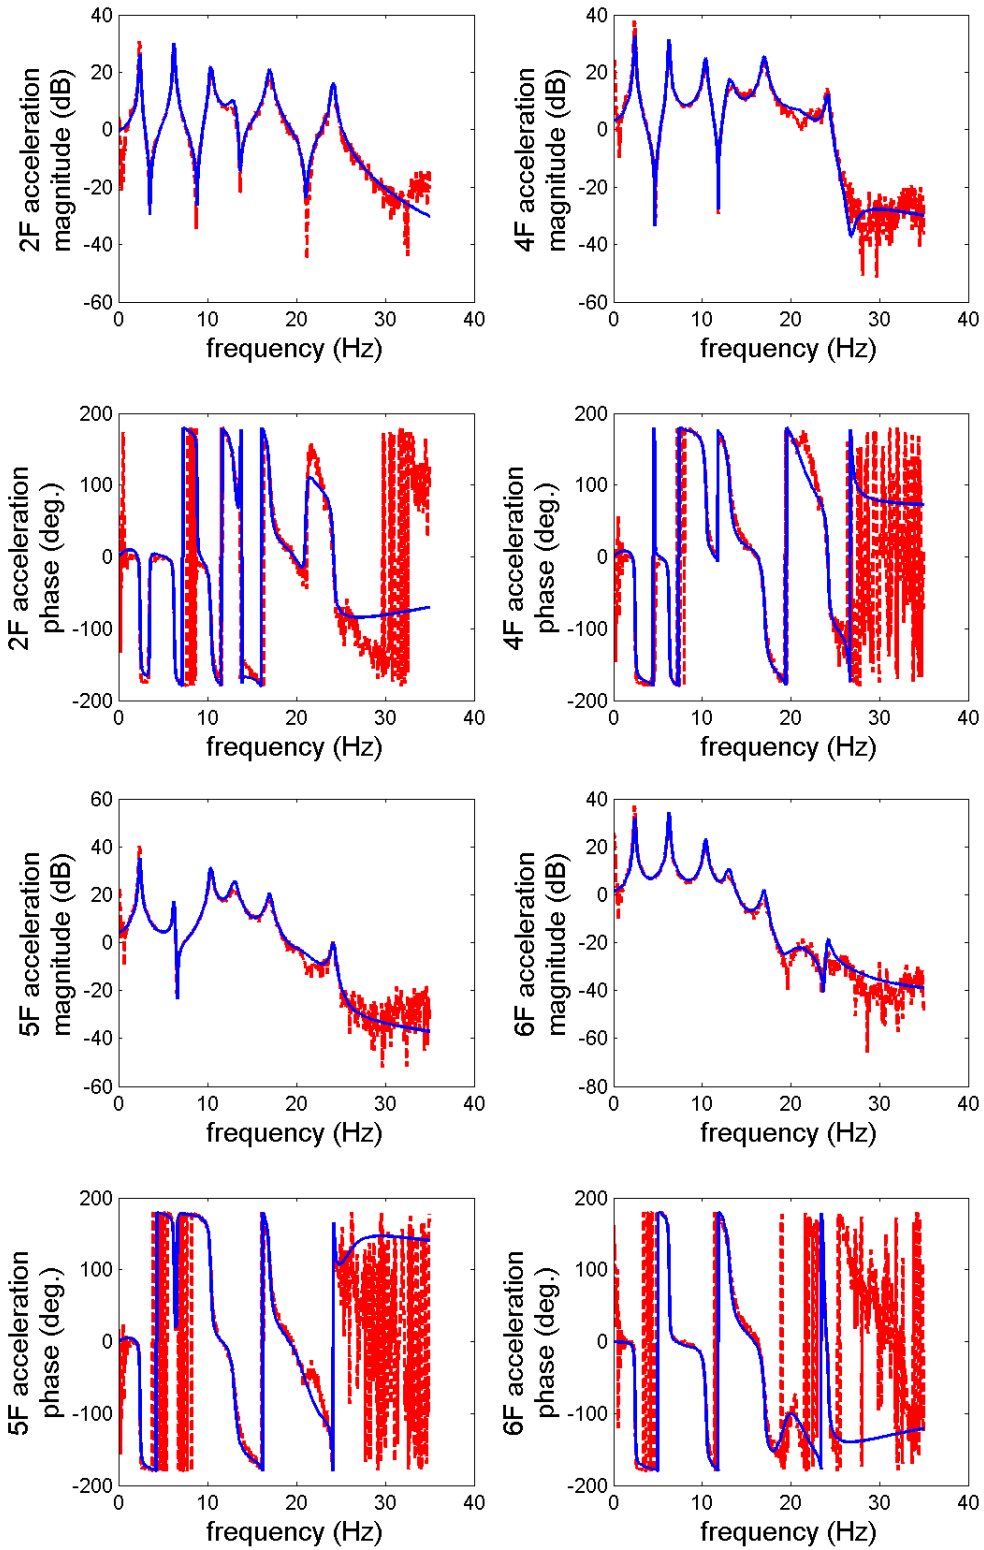 2F acceleration
magnitude (dB)
40
20
0
-20
-40
-60
0 10 20 30 40
frequency (Hz)
4F acceleration
magnitude (dB)
40
20
0
-20
-40
-60
0 10 20 30 40
frequency (Hz)
2F acceleration
phase (deg.)
200
100
0
-100
-200
0 10 20 30 40
frequency (Hz)
4F acceleration
phase (deg.)
200
100
0
-100
-200
0 10 20 30 40
frequency (Hz)
5F acceleration
magnitude (dB)
60
40
20
0
-20
-40
-60
0 10 20 30 40
frequency (Hz)
6F acceleration
magnitude (dB)
40
20
0
-20
-40
-60
-80
0 10 20 30 40
frequency (Hz)
5F acceleration
phase (deg.)
200
100
0
-100
-200
0 10 20 30 40
frequency (Hz)
6F acceleration
phase (deg.)
200
100
0
-100
-200
0 10 20 30 40
frequency (Hz)